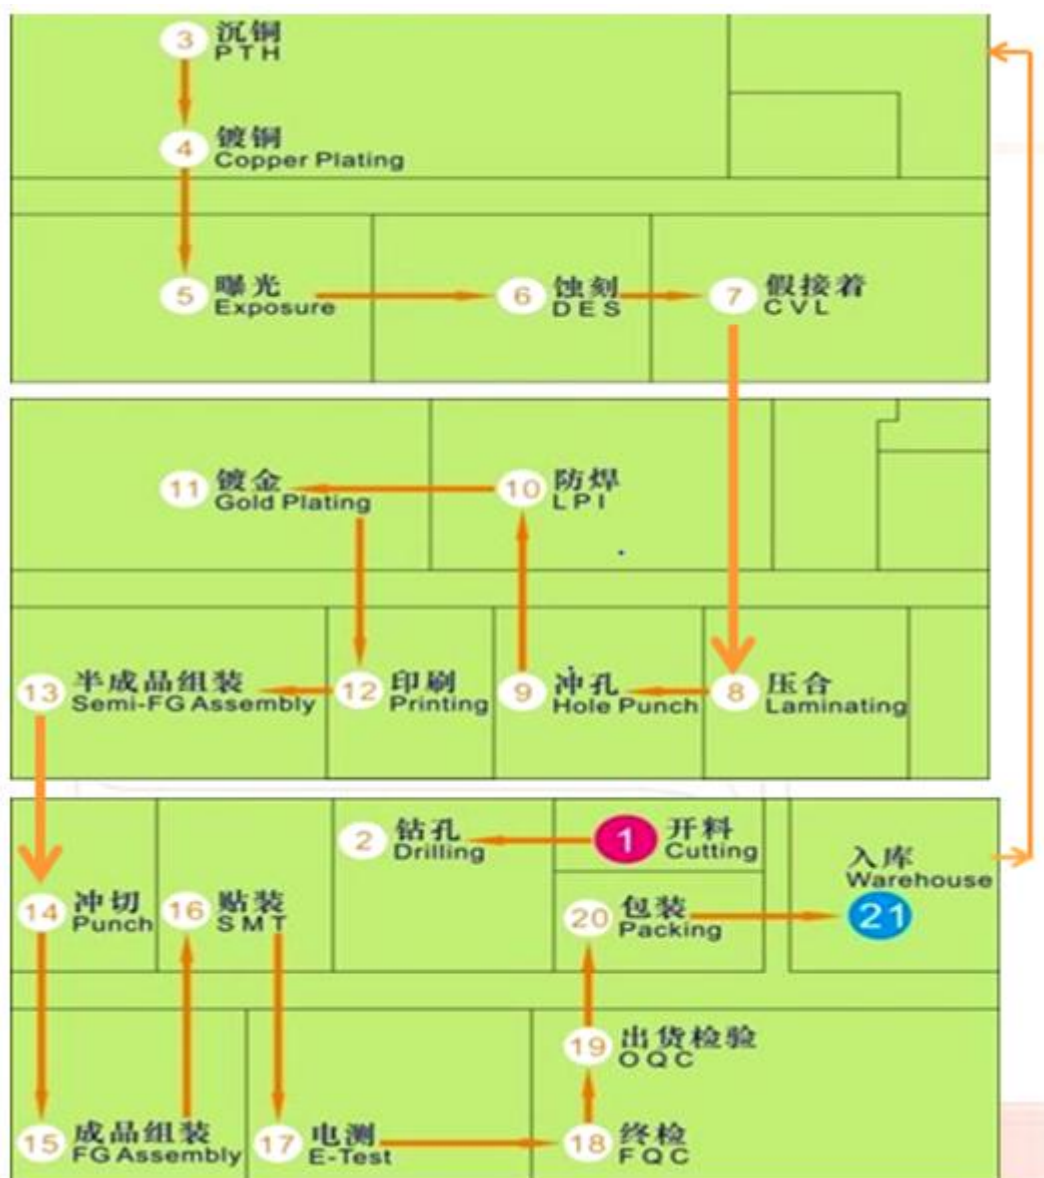 3 沉铜
PTH
4 镀铜
Copper Plating
5 曝光
Exposure
6 蚀刻
DES
7 假接着
CVL
11 镀金
Gold Plating
10 防焊
LPI
13 半成品组装
Semi-FG Assembly
12 印刷
Printing
9 冲孔
Hole Punch
8 压合
Laminating
2 钻孔
Drilling
1 开料
Cutting
入库
Warehouse
21
14 冲切
Punch
16 贴装
SMT
20 包装
Packing
19 出货检验
OQC
15 成品组装
FG Assembly
17 电测
E-Test
18 终检
FQC